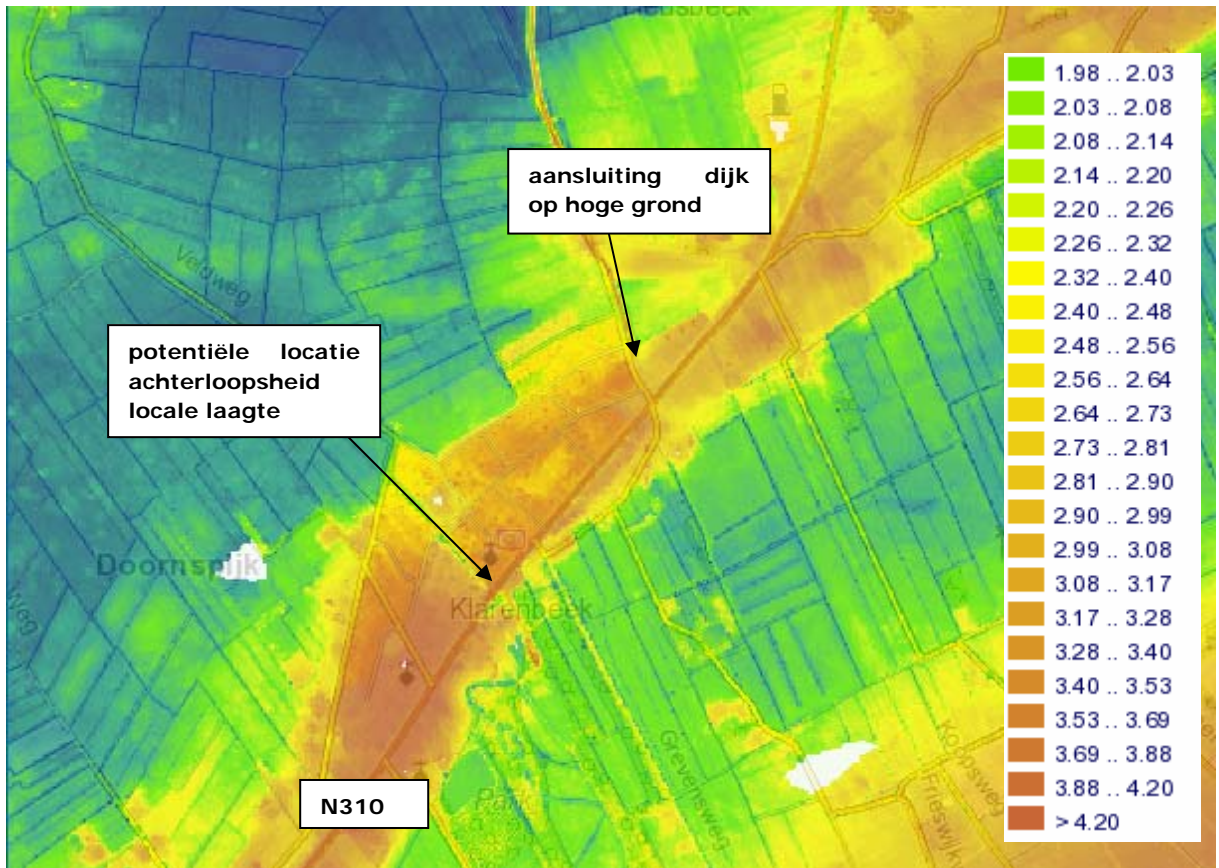 aansluiting dijk
op hoge grond
potentiële locatie
achterloopsheid
locale laagte
Veldweg
Doornspijk
Klarenbeek
N310
Grevensweg
Koopsweg
Frieswijk
1.98 .. 2.03
2.03 .. 2.08
2.08 .. 2.14
2.14 .. 2.20
2.20 .. 2.26
2.26 .. 2.32
2.32 .. 2.40
2.40 .. 2.48
2.48 .. 2.56
2.56 .. 2.64
2.64 .. 2.73
2.73 .. 2.81
2.81 .. 2.90
2.90 .. 2.99
2.99 .. 3.08
3.08 .. 3.17
3.17 .. 3.28
3.28 .. 3.40
3.40 .. 3.53
3.53 .. 3.69
3.69 .. 3.88
3.88 .. 4.20
> 4.20